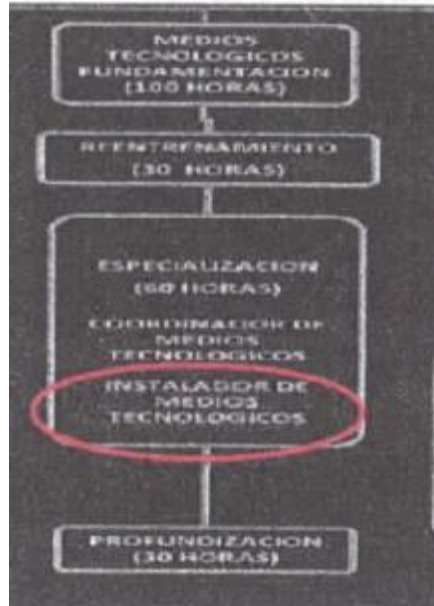 MEDIOS
TECNOLOGICOS
FUNDAMENTACION
(100 HORAS)
REENTRENAMIENTO
(30 HORAS)
ESPECIALIZACION
(60 HORAS)
COORDINADOR DE
MEDIOS
TECNOLOGICOS
INSTALADOR DE
MEDIOS
TECNOLOGICOS
PROFUNDIZACION
(30 HORAS)